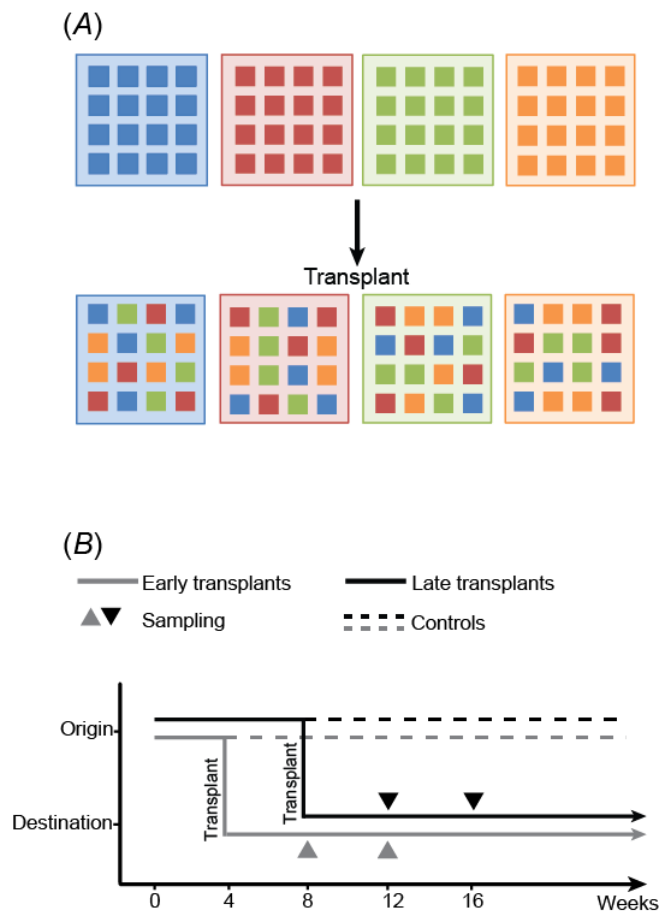 (A)
Transplant
(B)
Early transplants
Late transplants
Sampling
Controls
Origin
Transplant
Transplant
Destination
0 4 8 12 16 Weeks